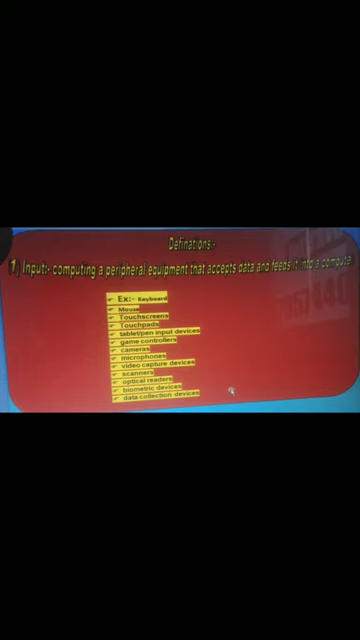 Definations:-
1) Input:- computing a peripheral equipment that accepts data and feeds it into a compute
Ex:- Keyboard
Mouse
Touchscreens
Touchpads
tablet/pen input devices
game controllers
cameras
microphones
video capture devices
scanners
optical readers
biometric devices
data collection devices